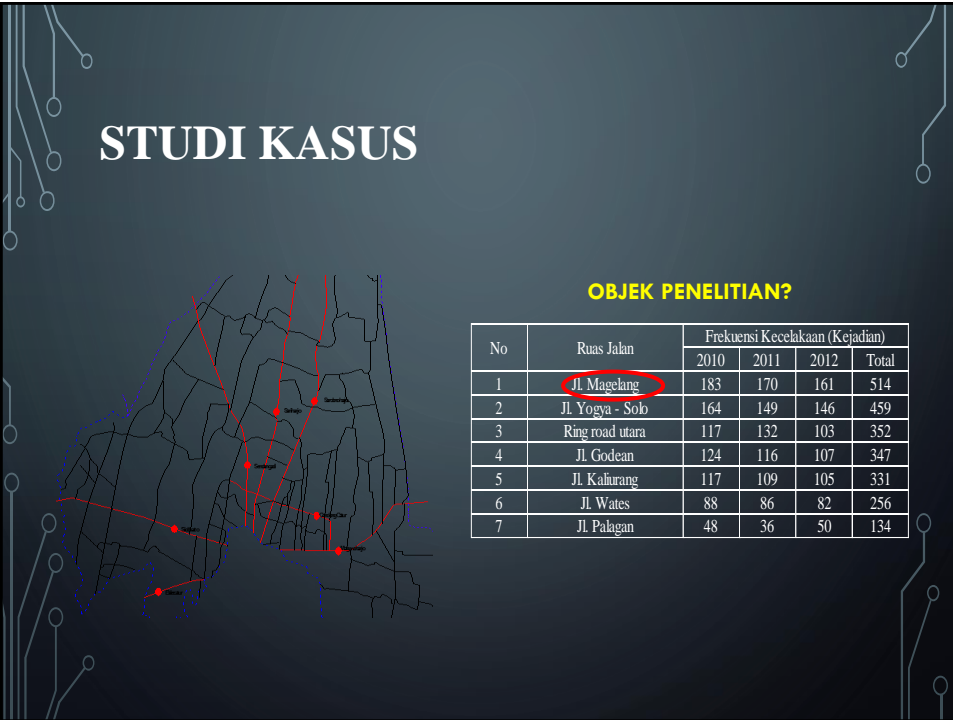 STUDI KASUS
OBJEK PENELITIAN?
No Ruas Jalan Frekuensi Kecelakaan (Kejadian)
2010 2011 2012 Total
1 Jl. Magelang 183 170 161 514
2 Jl. Yogya - Solo 164 149 146 459
3 Ring road utara 117 132 103 352
4 Jl. Godean 124 116 107 347
5 Jl. Kaliurang 117 109 105 331
6 Jl. Wates 88 86 82 256
7 Jl. Palagan 48 36 50 134